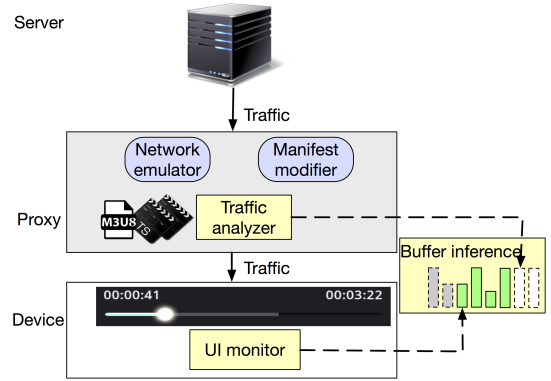 Server
Traffic
Network
emulator
Manifest
modifier
M3U8
TS
Traffic
analyzer
Proxy
Buffer inference
Traffic
00:00:41
00:03:22
Device
UI monitor